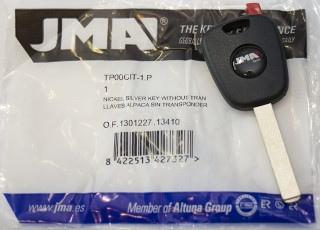 JMA
THE KEY
JMA
TP00CIT-1.P
1
NICKEL SILVER KEY WITHOUT TRAN
LLAVES ALPACA SIN TRANSPONDER
O.F.1301227.13410
8 422513 427327 >
www.jma.es
Member of Altuna Group